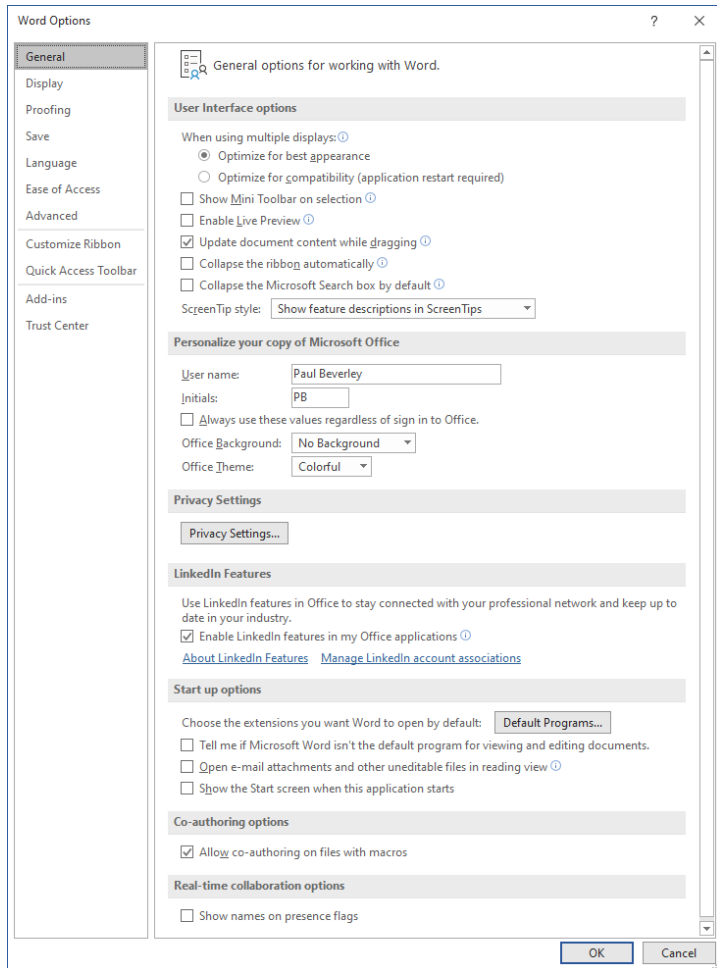 Word Options
General
Display
Proofing
Save
Language
Ease of Access
Advanced
Customize Ribbon
Quick Access Toolbar
Add-ins
Trust Center
General options for working with Word.
User Interface options
When using multiple displays:
Optimize for best appearance
Optimize for compatibility (application restart required)
Show Mini Toolbar on selection
Enable Live Preview
Update document content while dragging
Collapse the ribbon automatically
Collapse the Microsoft Search box by default
ScreenTip style: Show feature descriptions in ScreenTips
Personalize your copy of Microsoft Office
User name: Paul Beverley
Initials: PB
Always use these values regardless of sign in to Office.
Office Background: No Background
Office Theme: Colorful
Privacy Settings
Privacy Settings...
LinkedIn Features
Use LinkedIn features in Office to stay connected with your professional network and keep up to
date in your industry.
Enable LinkedIn features in my Office applications
About LinkedIn Features Manage LinkedIn account associations
Start up options
Choose the extensions you want Word to open by default: Default Programs...
Tell me if Microsoft Word isn't the default program for viewing and editing documents.
Open e-mail attachments and other uneditable files in reading view
Show the Start screen when this application starts
Co-authoring options
Allow co-authoring on files with macros
Real-time collaboration options
Show names on presence flags
OK Cancel